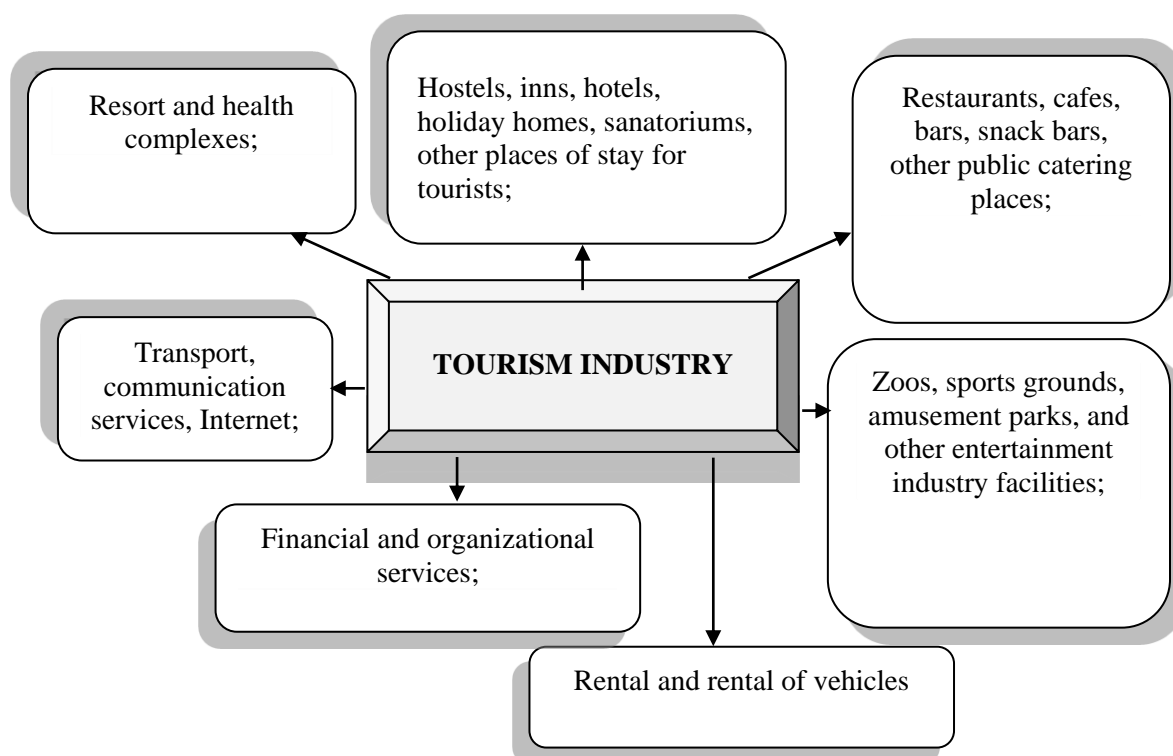 Resort and health
complexes;
Hostels, inns, hotels,
holiday homes, sanatoriums,
other places of stay for
tourists;
Restaurants, cafes,
bars, snack bars,
other public catering
places;
TOURISM INDUSTRY
Transport,
communication
services, Internet;
Zoos, sports grounds,
amusement parks, and
other entertainment
industry facilities;
Financial and organizational
services;
Rental and rental of vehicles